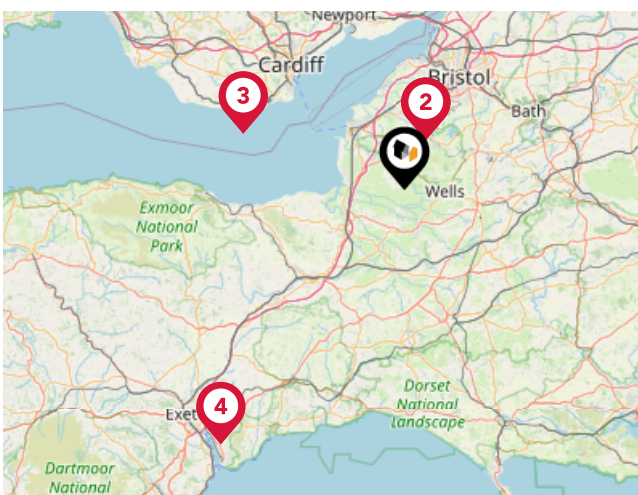 Newport
Cardiff
Bristol
3
2
Bath
Wells
Exmoor
National
Park
Dorset
National
Landscape
4
Exet
Dartmoor
National